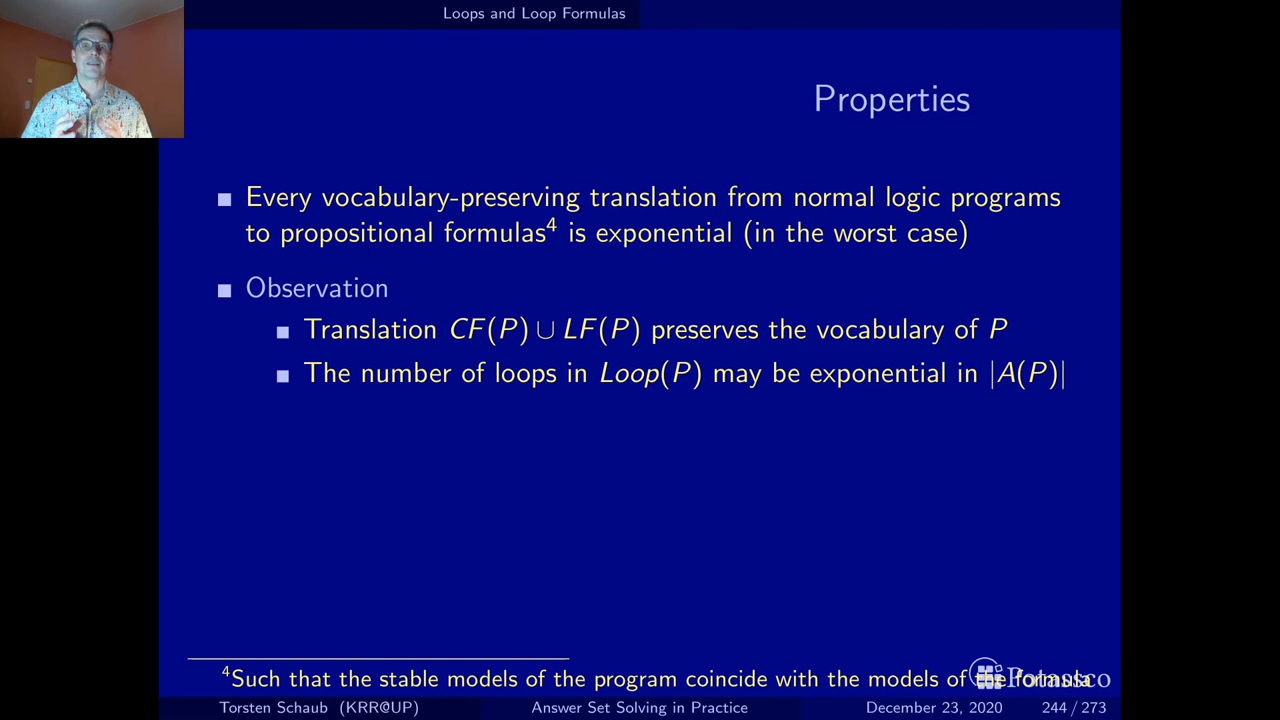 Loops and Loop Formulas
Properties
Every vocabulary-preserving translation from normal logic programs
to propositional formulas⁴ is exponential (in the worst case)
Observation
Translation CF(P) ∪ LF(P) preserves the vocabulary of P
The number of loops in Loop(P) may be exponential in |A(P)|
⁴Such that the stable models of the program coincide with the models of the formula
Potassco
Torsten Schaub (KRR@UP) Answer Set Solving in Practice December 23, 2020 244 / 273